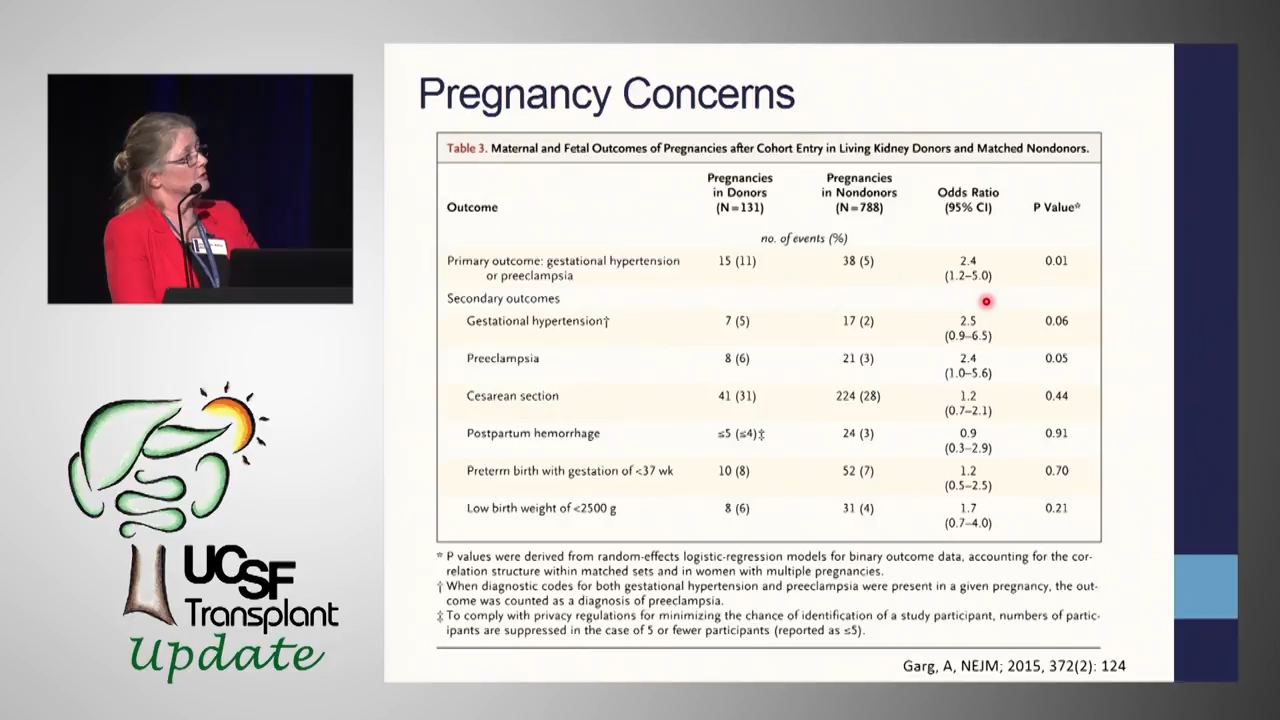 Pregnancy Concerns
Table 3. Maternal and Fetal Outcomes of Pregnancies after Cohort Entry in Living Kidney Donors and Matched Nondonors.
Outcome
Pregnancies
in Donors
(N=131)
Pregnancies
in Nondonors
(N=788)
Odds Ratio
(95% CI)
P Value*
no. of events (%)
Primary outcome: gestational hypertension
or preeclampsia
15 (11)
38 (5)
2.4
(1.2–5.0)
0.01
Secondary outcomes
Gestational hypertension†
7 (5)
17 (2)
2.5
(0.9–6.5)
0.06
Preeclampsia
8 (6)
21 (3)
2.4
(1.0–5.6)
0.05
Cesarean section
41 (31)
224 (28)
1.2
(0.7–2.1)
0.44
Postpartum hemorrhage
≤5 (≤4)‡
24 (3)
0.9
(0.3–2.9)
0.91
Preterm birth with gestation of <37 wk
10 (8)
52 (7)
1.2
(0.5–2.5)
0.70
Low birth weight of <2500 g
8 (6)
31 (4)
1.7
(0.7–4.0)
0.21
* P values were derived from random-effects logistic-regression models for binary outcome data, accounting for the cor-
relation structure within matched sets and in women with multiple pregnancies.
† When diagnostic codes for both gestational hypertension and preeclampsia were present in a given pregnancy, the out-
come was counted as a diagnosis of preeclampsia.
‡ To comply with privacy regulations for minimizing the chance of identification of a study participant, numbers of partic-
ipants are suppressed in the case of 5 or fewer participants (reported as ≤5).
Garg, A, NEJM; 2015, 372(2): 124
UCSF
Transplant
Update